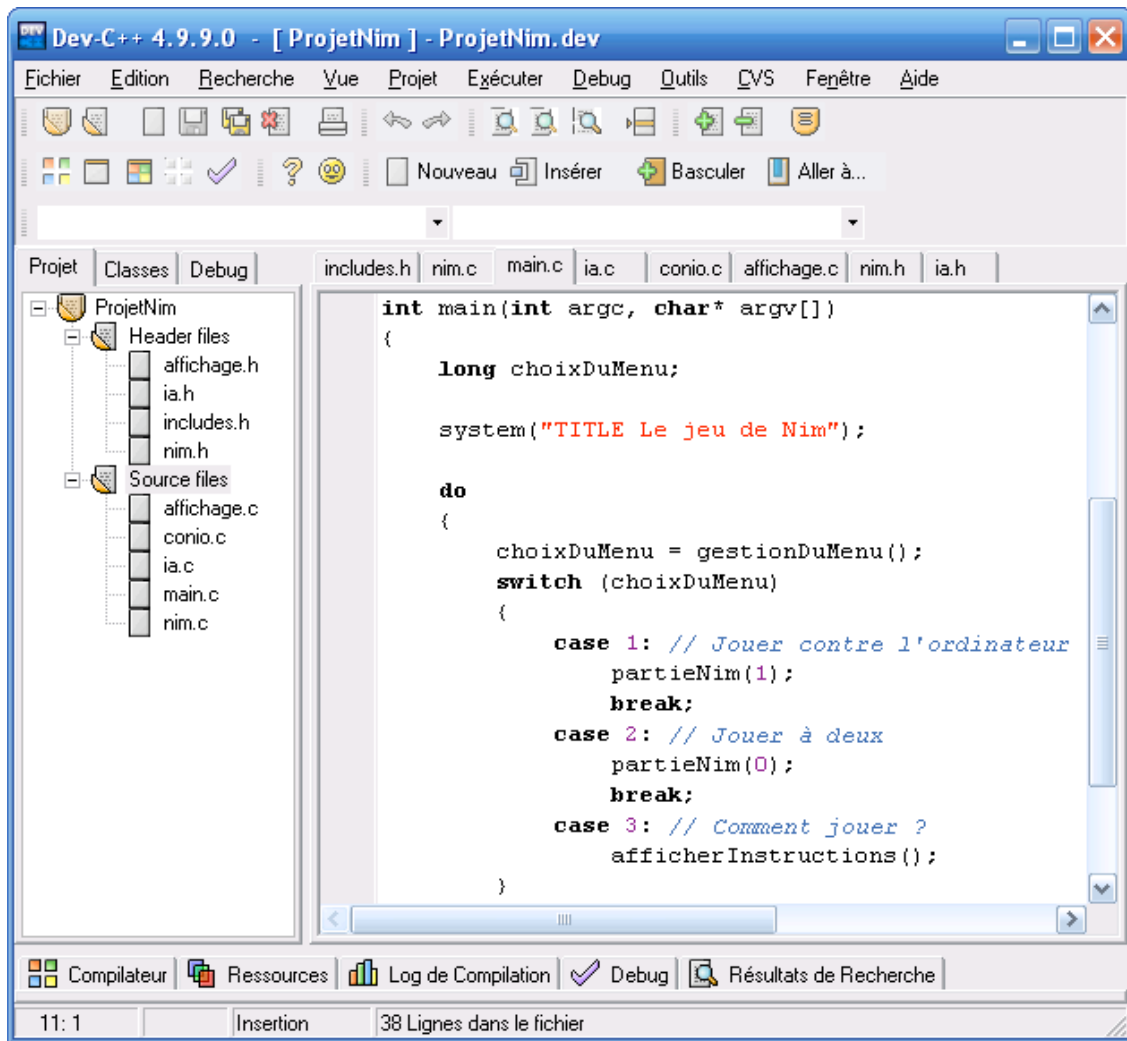 DEV Dev-C++ 4.9.9.0 - [ ProjetNim ] - ProjetNim.dev
Fichier Edition Recherche Vue Projet Exécuter Debug Outils CVS Fenêtre Aide
Nouveau Insérer Basculer Aller à...
Projet Classes Debug
includes.h nim.c main.c ia.c conio.c affichage.c nim.h ia.h
ProjetNim
Header files
affichage.h
ia.h
includes.h
nim.h
Source files
affichage.c
conio.c
ia.c
main.c
nim.c
int main(int argc, char* argv[])
{
long choixDuMenu;
system("TITLE Le jeu de Nim");
do
{
choixDuMenu = gestionDuMenu();
switch (choixDuMenu)
{
case 1: // Jouer contre l'ordinateur
partieNim(1);
break;
case 2: // Jouer à deux
partieNim(0);
break;
case 3: // Comment jouer ?
afficherInstructions();
}
Compilateur Ressources Log de Compilation Debug Résultats de Recherche
11: 1 Insertion 38 Lignes dans le fichier